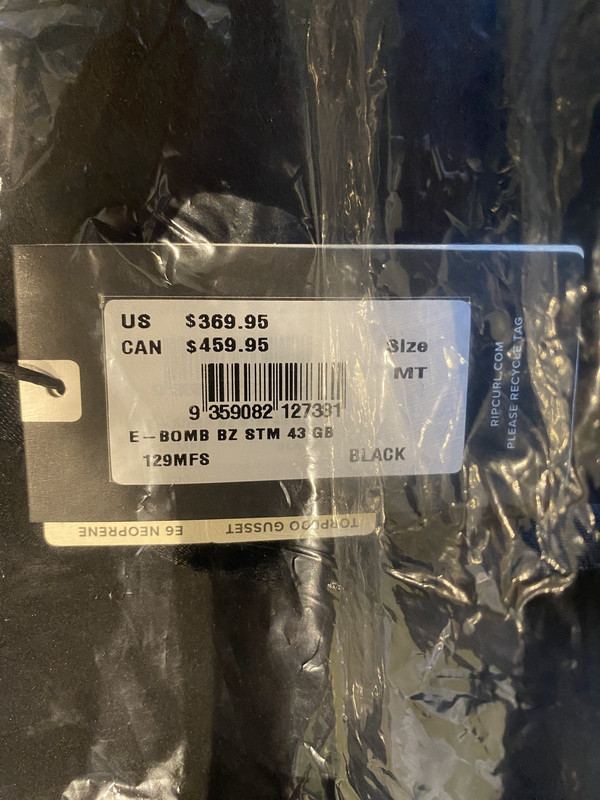 US $369.95
CAN $459.95
Size
MT
9 359082 127381
E-BOMB BZ STM 43 GB
129MFS BLACK
RIPCURL.COM
PLEASE RECYCLE TAG
TORPEDO GUSSET
E6 NEOPRENE